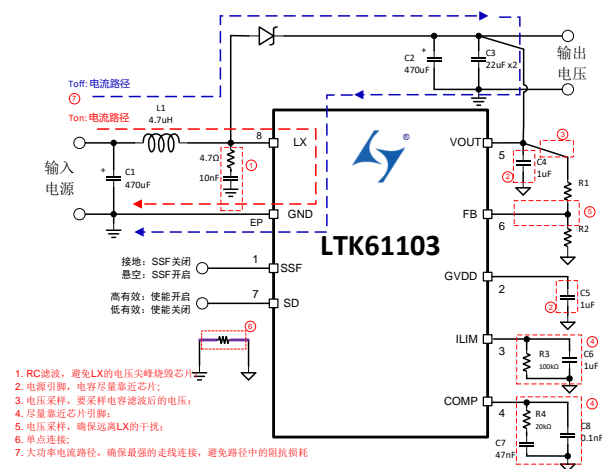 Toff: 电流路径
⑦
Ton: 电流路径
L1
4.7uH
C2
470uF
C3
22uF x2
输出
电压
输入
电源
C1
470uF
4.7Ω
10nF
①
8
LX
®
VOUT
5
③
C4
②
1uF
R1
GND
EP
FB
6
⑤
R2
LTK61103
接地：SSF关闭
悬空：SSF开启
1
SSF
GVDD
2
C5
②
1uF
高有效：使能开启
低有效：使能关闭
7
SD
⑥
ILIM
3
④
R3
100kΩ
C6
1uF
COMP
4
④
R4
20kΩ
C8
0.1nF
C7
47nF
1. RC滤波，避免LX的电压尖峰烧毁芯片
2. 电源引脚，电容尽量靠近芯片;
3. 电压采样，要采样电容滤波后的电压；
4. 尽量靠近芯片引脚；
5. 电压采样，确保远离LX的干扰；
6. 单点连接；
7. 大功率电流路径，确保最强的走线连接，避免路径中的阻抗损耗